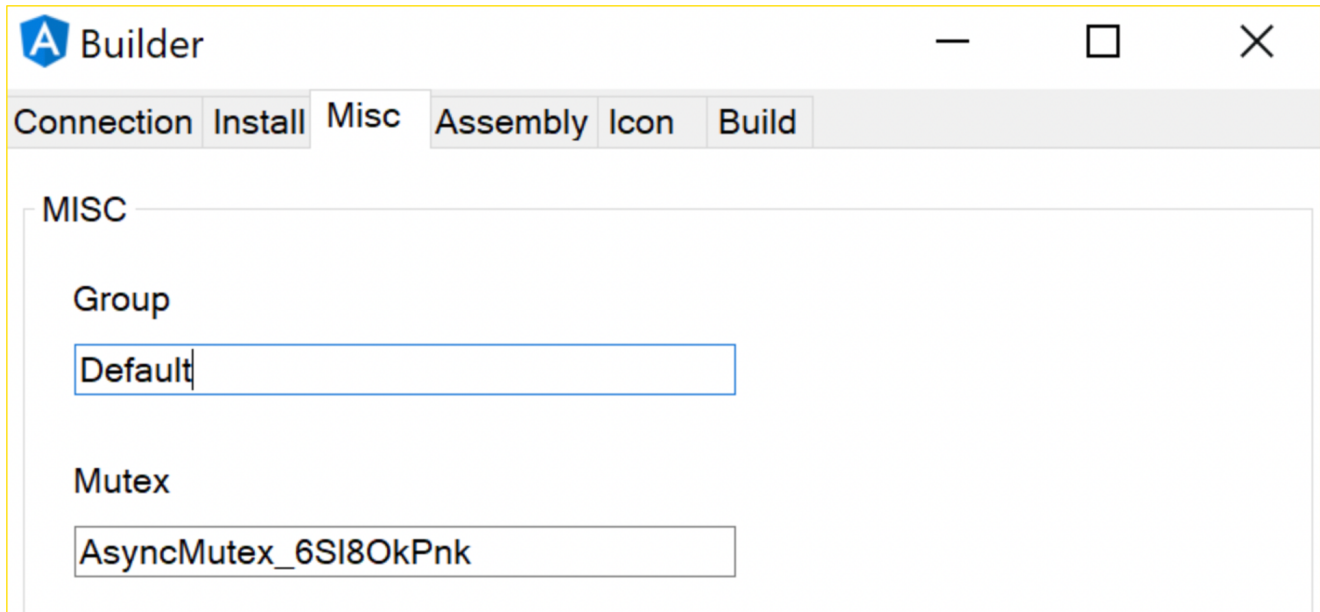 Builder
Connection Install Misc Assembly Icon Build
MISC
Group
Default
Mutex
AsyncMutex_6SI8OkPnk